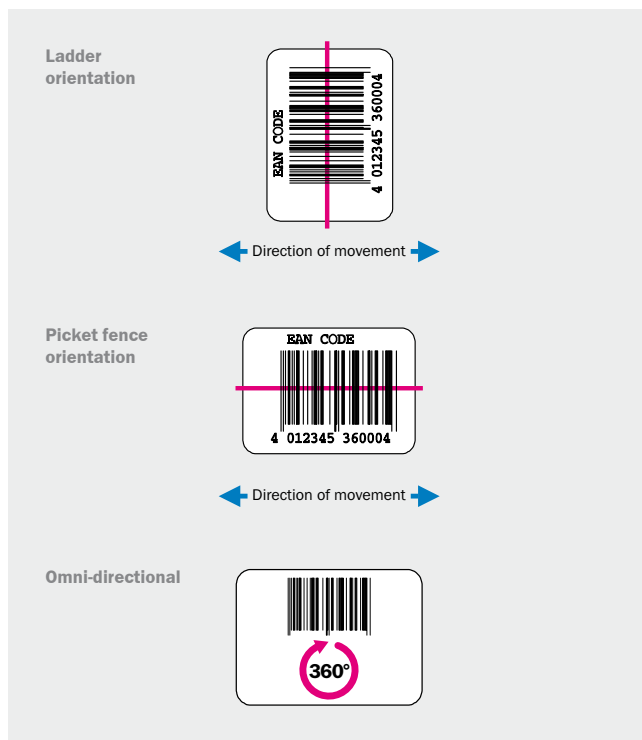 Ladder
orientation
EAN CODE
4 012345 360004
Direction of movement
Picket fence
orientation
EAN CODE
4 012345 360004
Direction of movement
Omni-directional
360°